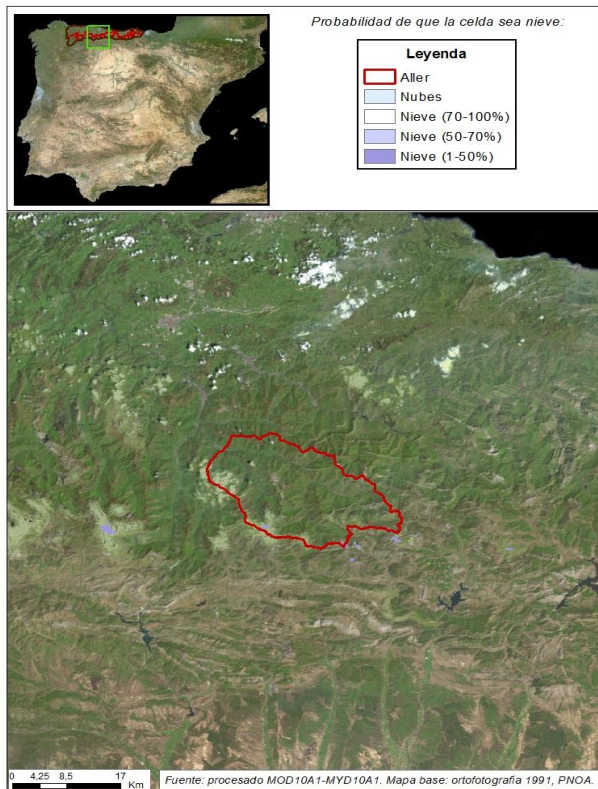 Probabilidad de que la celda sea nieve:
Leyenda
Aller
Nubes
Nieve (70-100%)
Nieve (50-70%)
Nieve (1-50%)
0 4,25 8,5 17
Km
Fuente: procesado MOD10A1-MYD10A1. Mapa base: ortofotografia 1991, PNOA.